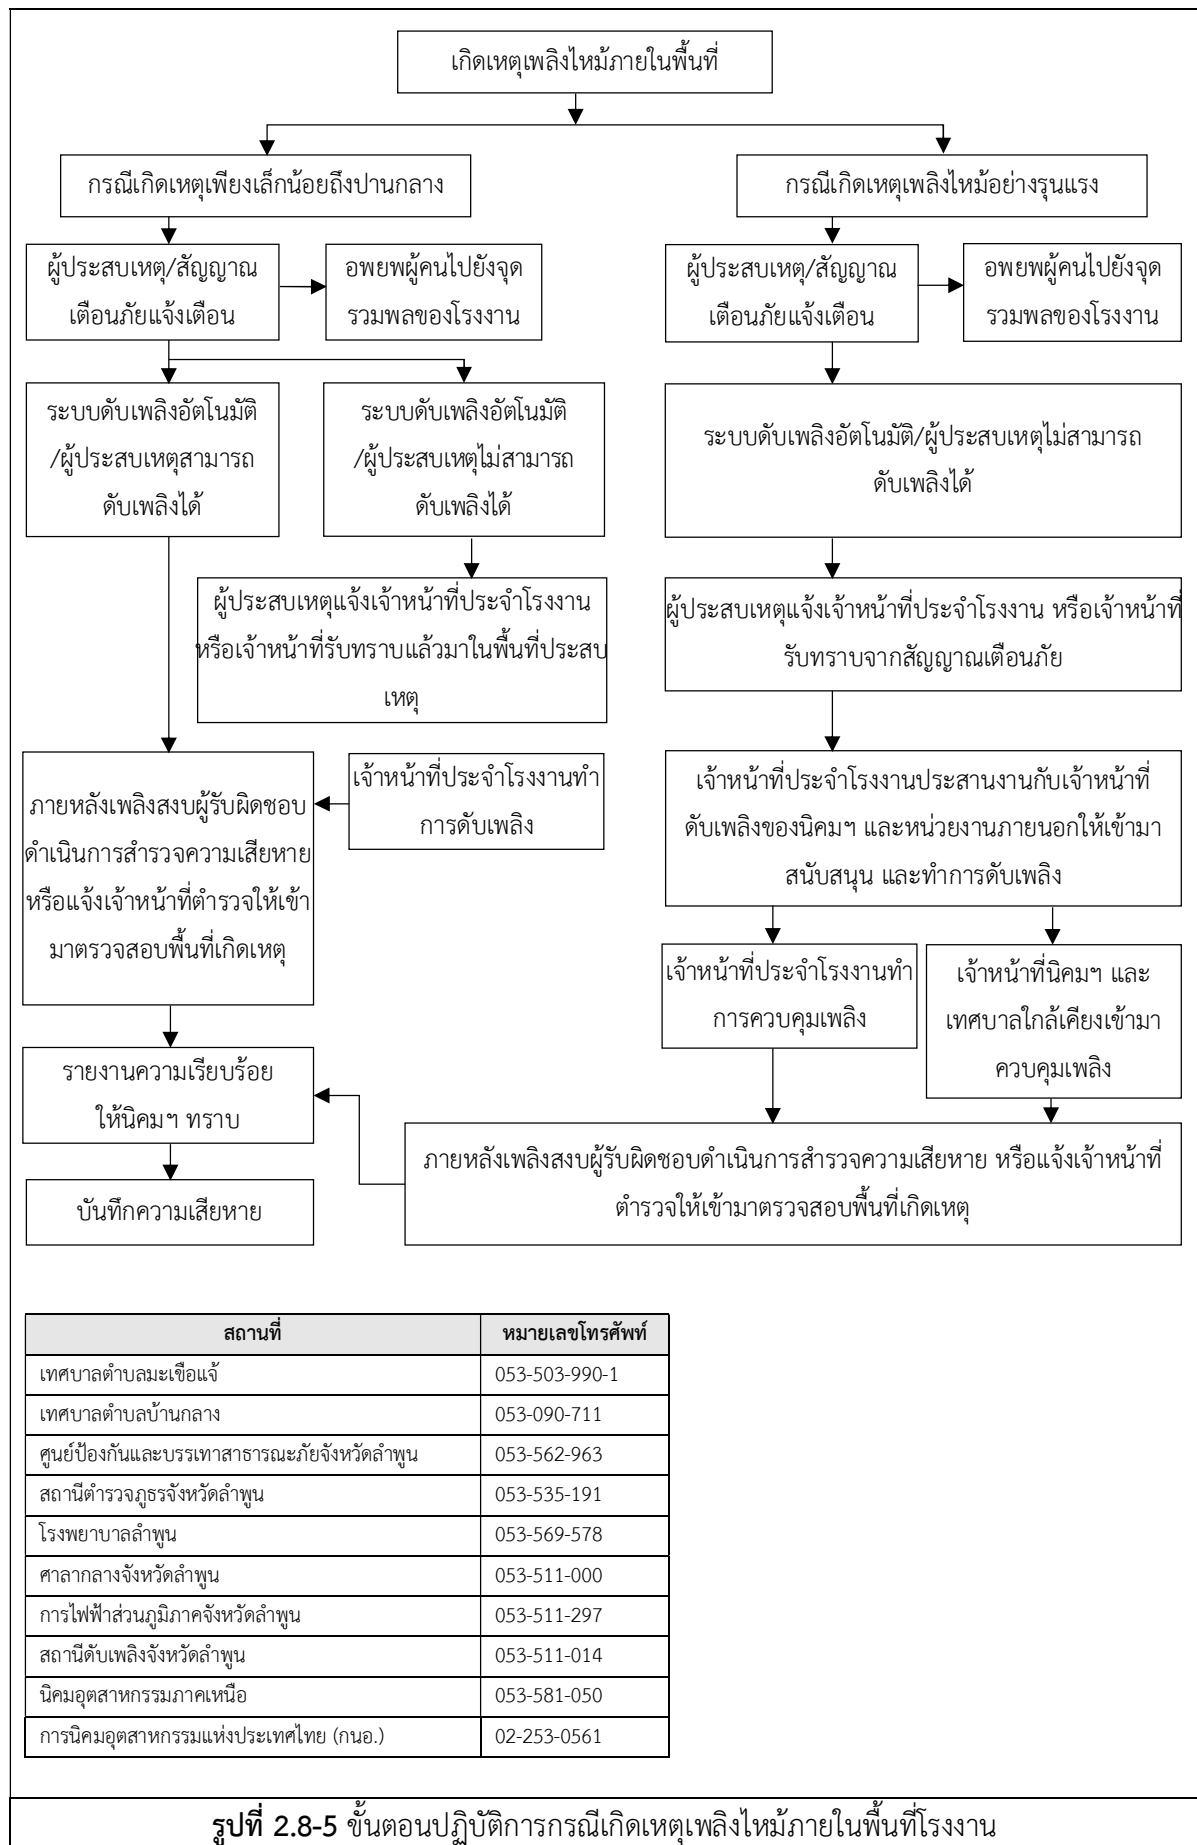 เกิดเหตุเพลิงไหม้ภายในพื้นที่
กรณีเกิดเหตุเพียงเล็กน้อยถึงปานกลาง
กรณีเกิดเหตุเพลิงไหม้อย่างรุนแรง
ผู้ประสบเหตุ/สัญญาณ
เตือนภัยแจ้งเตือน
อพยพผู้คนไปยังจุด
รวมพลของโรงงาน
ผู้ประสบเหตุ/สัญญาณ
เตือนภัยแจ้งเตือน
อพยพผู้คนไปยังจุด
รวมพลของโรงงาน
ระบบดับเพลิงอัตโนมัติ
/ผู้ประสบเหตุสามารถ
ดับเพลิงได้
ระบบดับเพลิงอัตโนมัติ
/ผู้ประสบเหตุไม่สามารถ
ดับเพลิงได้
ระบบดับเพลิงอัตโนมัติ/ผู้ประสบเหตุไม่สามารถ
ดับเพลิงได้
ผู้ประสบเหตุแจ้งเจ้าหน้าที่ประจำโรงงาน
หรือเจ้าหน้าที่รับทราบแล้วมาในพื้นที่ประสบ
เหตุ
ผู้ประสบเหตุแจ้งเจ้าหน้าที่ประจำโรงงาน หรือเจ้าหน้าที่
รับทราบจากสัญญาณเตือนภัย
ภายหลังเพลิงสงบผู้รับผิดชอบ
ดำเนินการสำรวจความเสียหาย
หรือแจ้งเจ้าหน้าที่ตำรวจให้เข้า
มาตรวจสอบพื้นที่เกิดเหตุ
เจ้าหน้าที่ประจำโรงงานทำ
การดับเพลิง
เจ้าหน้าที่ประจำโรงงานประสานงานกับเจ้าหน้าที่
ดับเพลิงของนิคมฯ และหน่วยงานภายนอกให้เข้ามา
สนับสนุน และทำการดับเพลิง
เจ้าหน้าที่ประจำโรงงานทำ
การควบคุมเพลิง
เจ้าหน้าที่นิคมฯ และ
เทศบาลใกล้เคียงเข้ามา
ควบคุมเพลิง
รายงานความเรียบร้อย
ให้นิคมฯ ทราบ
ภายหลังเพลิงสงบผู้รับผิดชอบดำเนินการสำรวจความเสียหาย หรือแจ้งเจ้าหน้าที่
ตำรวจให้เข้ามาตรวจสอบพื้นที่เกิดเหตุ
บันทึกความเสียหาย
สถานที่ หมายเลขโทรศัพท์
เทศบาลตำบลมะเขือแจ้ 053-503-990-1
เทศบาลตำบลบ้านกลาง 053-090-711
ศูนย์ป้องกันและบรรเทาสาธารณะภัยจังหวัดลำพูน 053-562-963
สถานีตำรวจภูธรจังหวัดลำพูน 053-535-191
โรงพยาบาลลำพูน 053-569-578
ศาลากลางจังหวัดลำพูน 053-511-000
การไฟฟ้าส่วนภูมิภาคจังหวัดลำพูน 053-511-297
สถานีดับเพลิงจังหวัดลำพูน 053-511-014
นิคมอุตสาหกรรมภาคเหนือ 053-581-050
การนิคมอุตสาหกรรมแห่งประเทศไทย (กนอ.) 02-253-0561
รูปที่ 2.8-5 ขั้นตอนปฏิบัติการกรณีเกิดเหตุเพลิงไหม้ภายในพื้นที่โรงงาน